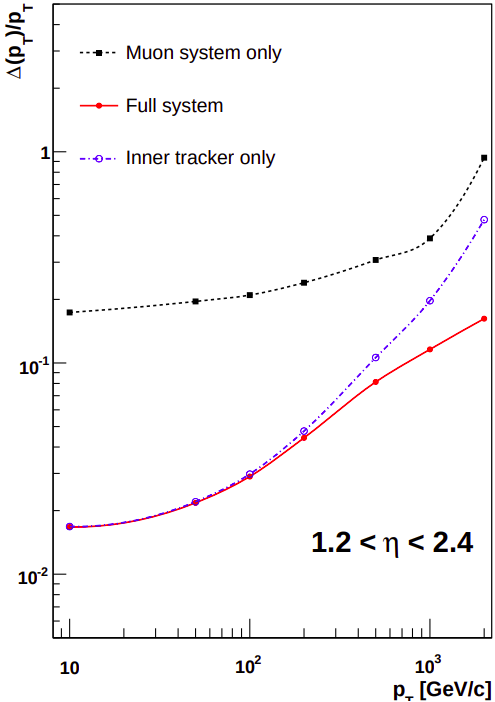 Δ(p_T)/p_T
Muon system only
Full system
Inner tracker only
1
10^-1
10^-2
1.2 < η < 2.4
10
10^2
10^3
p_T [GeV/c]